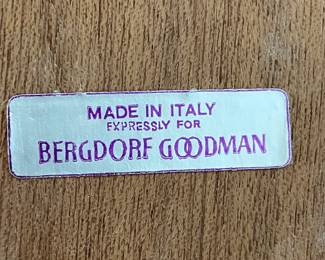 MADE IN ITALY
EXPRESSLY FOR
BERGDORF GOODMAN